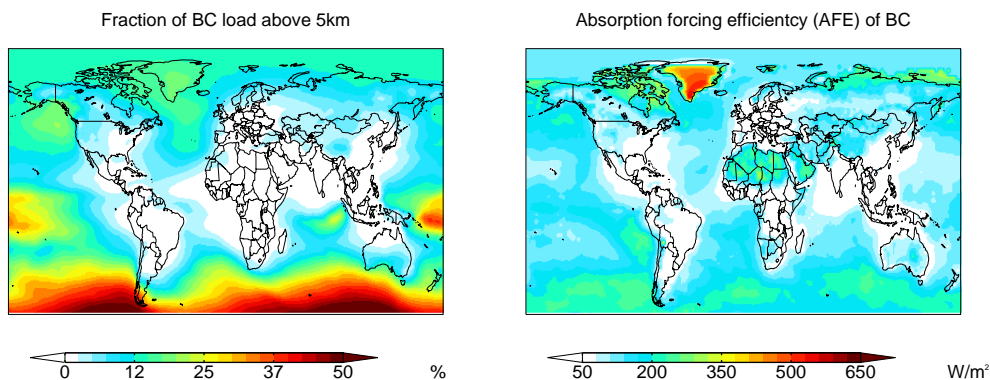 Fraction of BC load above 5km
Absorption forcing efficientcy (AFE) of BC
0 12 25 37 50 %
50 200 350 500 650 W/m²